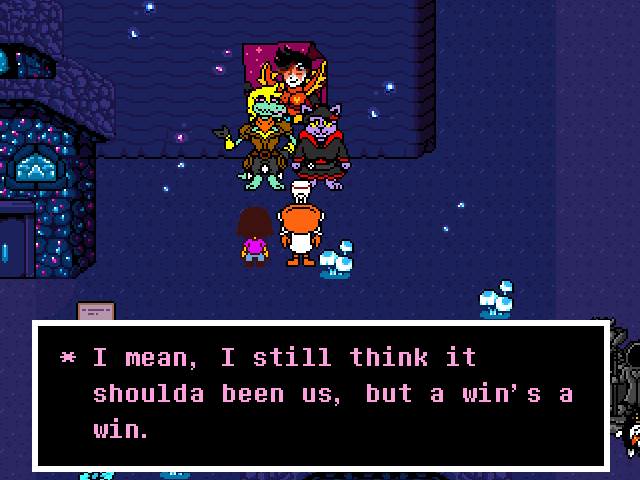 * I mean, I still think it
shoulda been us, but a win's a
win.